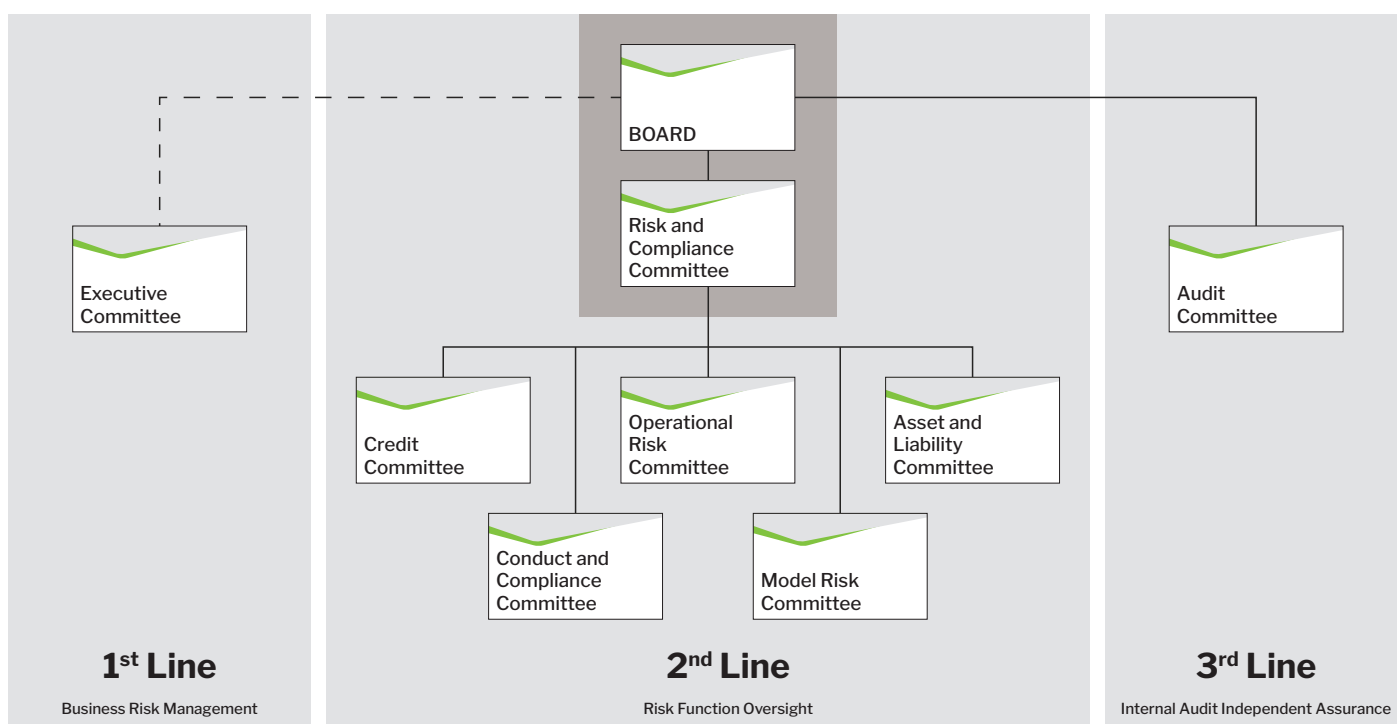 BOARD
Risk and
Compliance
Committee
Executive
Committee
Audit
Committee
Credit
Committee
Operational
Risk
Committee
Asset and
Liability
Committee
Conduct and
Compliance
Committee
Model Risk
Committee
1st Line
Business Risk Management
2nd Line
Risk Function Oversight
3rd Line
Internal Audit Independent Assurance